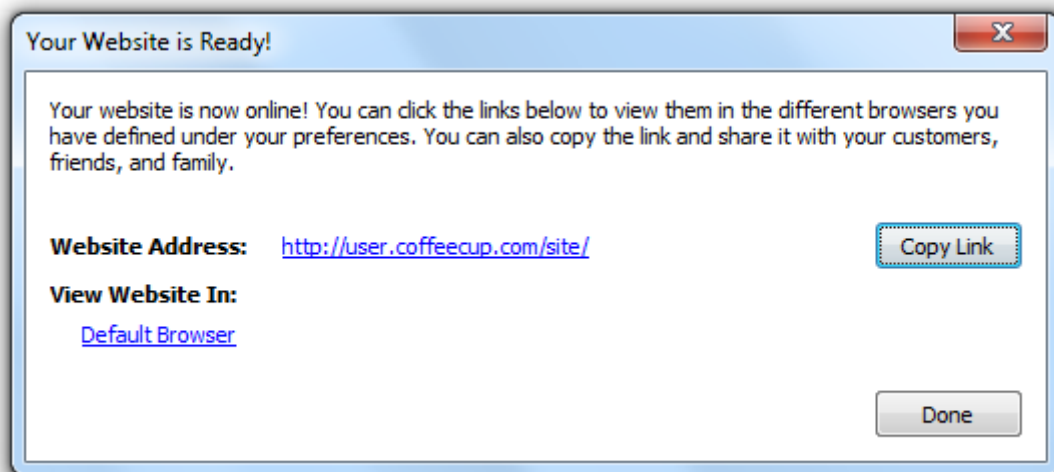 Your Website is Ready!
Your website is now online! You can click the links below to view them in the different browsers you
have defined under your preferences. You can also copy the link and share it with your customers,
friends, and family.
Website Address: http://user.coffeecup.com/site/ Copy Link
View Website In:
Default Browser
Done